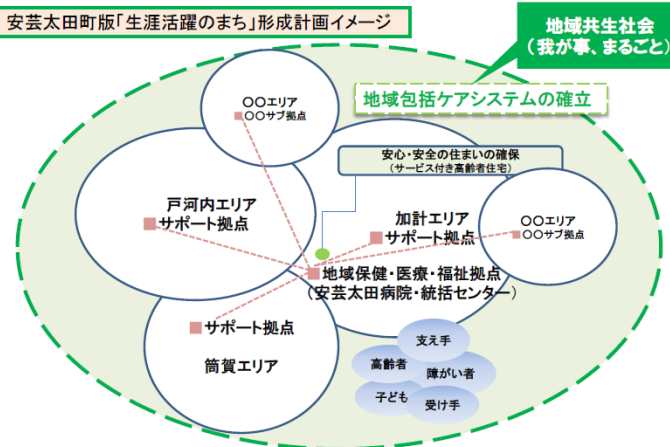 安芸太田町版「生涯活躍のまち」形成計画イメージ
地域共生社会
（我が事、まるごと）
地域包括ケアシステムの確立
〇〇エリア
〇〇サブ拠点
安心・安全の住まいの確保
（サービス付き高齢者住宅）
戸河内エリア
サポート拠点
加計エリア
サポート拠点
〇〇エリア
〇〇サブ拠点
地域保健・医療・福祉拠点
（安芸太田病院・統括センター）
サポート拠点
筒賀エリア
支え手
高齢者
障がい者
子ども
受け手